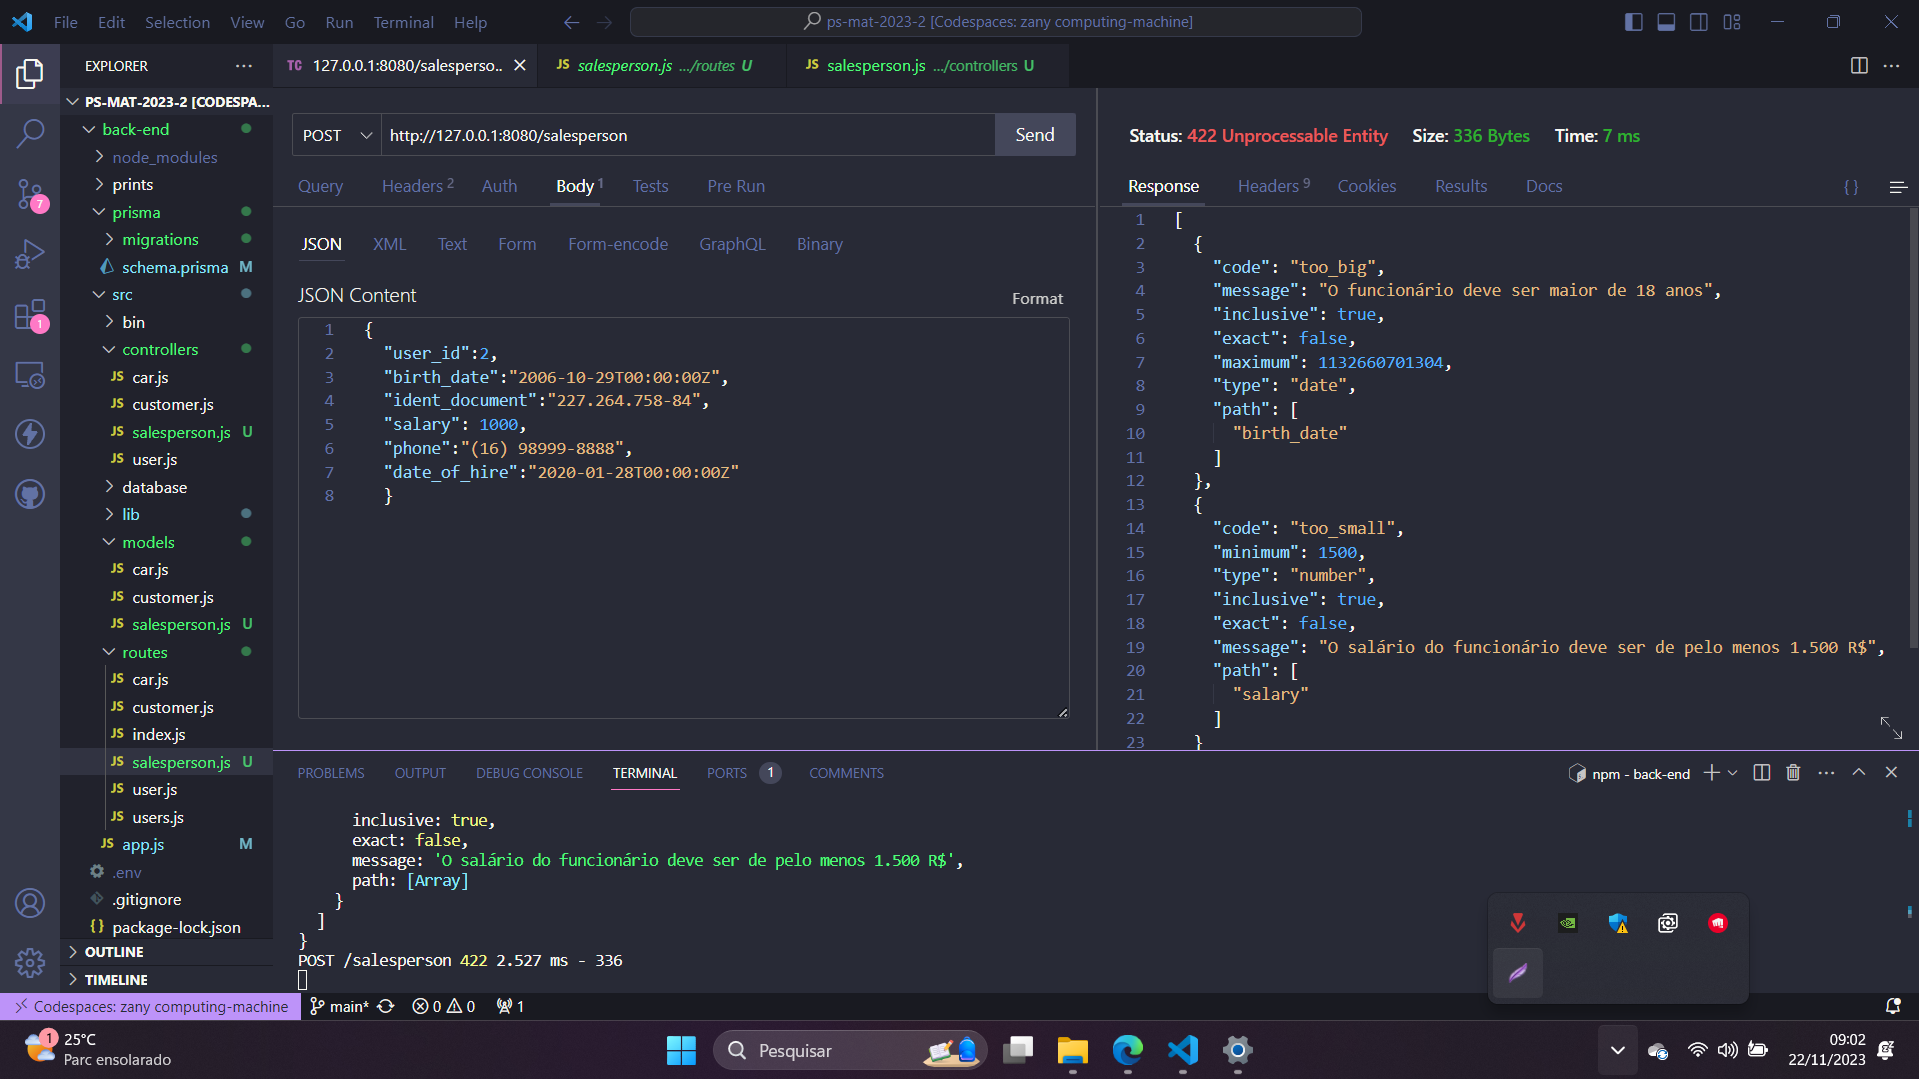 File Edit Selection View Go Run Terminal Help
ps-mat-2023-2 [Codespaces: zany computing-machine]
EXPLORER
TC 127.0.0.1:8080/salesperso..
JS salesperson.js .../routes U
JS salesperson.js .../controllers U
PS-MAT-2023-2 [CODESPA...
back-end
node_modules
prints
prisma
migrations
schema.prisma M
src
bin
controllers
JS car.js
JS customer.js
JS salesperson.js U
JS user.js
database
lib
models
JS car.js
JS customer.js
JS salesperson.js U
routes
JS car.js
JS customer.js
JS index.js
JS salesperson.js U
JS user.js
JS users.js
JS app.js M
.env
.gitignore
{} package-lock.json
OUTLINE
TIMELINE
7
1
POST http://127.0.0.1:8080/salesperson Send
Query Headers 2 Auth Body 1 Tests Pre Run
JSON XML Text Form Form-encode GraphQL Binary
JSON Content
Format
1 {
2 "user_id":2,
3 "birth_date":"2006-10-29T00:00:00Z",
4 "ident_document":"227.264.758-84",
5 "salary": 1000,
6 "phone":"(16) 98999-8888",
7 "date_of_hire":"2020-01-28T00:00:00Z"
8 }
Status: 422 Unprocessable Entity Size: 336 Bytes Time: 7 ms
Response Headers 9 Cookies Results Docs { }
1 [
2 {
3 "code": "too_big",
4 "message": "O funcionário deve ser maior de 18 anos",
5 "inclusive": true,
6 "exact": false,
7 "maximum": 1132660701304,
8 "type": "date",
9 "path": [
10 "birth_date"
11 ]
12 },
13 {
14 "code": "too_small",
15 "minimum": 1500,
16 "type": "number",
17 "inclusive": true,
18 "exact": false,
19 "message": "O salário do funcionário deve ser de pelo menos 1.500 R$",
20 "path": [
21 "salary"
22 ]
23 }
PROBLEMS OUTPUT DEBUG CONSOLE TERMINAL PORTS 1 COMMENTS
npm - back-end
inclusive: true,
exact: false,
message: 'O salário do funcionário deve ser de pelo menos 1.500 R$',
path: [Array]
}
]
}
POST /salesperson 422 2.527 ms - 336
Codespaces: zany computing-machine main* 0 0 1
1
25°C
Parc ensolarado
Pesquisar
09:02
22/11/2023